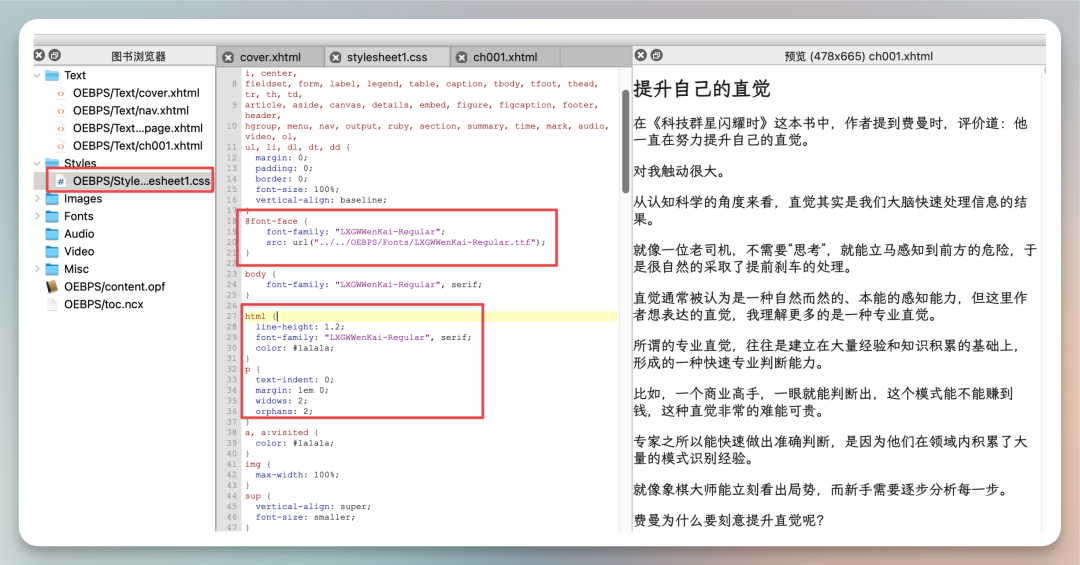 图书浏览器
Text
OEBPS/Text/cover.xhtml
OEBPS/Text/nav.xhtml
OEBPS/Text...page.xhtml
OEBPS/Text/ch001.xhtml
Styles
OEBPS/Style...esheet1.css
Images
Fonts
Audio
Video
Misc
OEBPS/content.opf
OEBPS/toc.ncx
cover.xhtml
stylesheet1.css
ch001.xhtml
i, center,
8 fieldset, form, label, legend, table, caption, tbody, tfoot, thead,
tr, th, td,
9 article, aside, canvas, details, embed, figure, figcaption, footer,
header,
10 hgroup, menu, nav, output, ruby, section, summary, time, mark, audio,
video, ol,
11 ul, li, dl, dt, dd {
12 margin: 0;
13 padding: 0;
14 border: 0;
15 font-size: 100%;
16 vertical-align: baseline;
17 }
18 @font-face {
19 font-family: "LXGWWenKai-Regular";
20 src: url("../../OEBPS/Fonts/LXGWWenKai-Regular.ttf");
21 }
22
23 body {
24 font-family: "LXGWWenKai-Regular", serif;
25 }
26
27 html {
28 line-height: 1.2;
29 font-family: "LXGWWenKai-Regular", serif;
30 color: #1a1a1a;
31 }
32 p {
33 text-indent: 0;
34 margin: 1em 0;
35 widows: 2;
36 orphans: 2;
37 }
38 a, a:visited {
39 color: #1a1a1a;
40 }
41 img {
42 max-width: 100%;
43 }
44 sup {
45 vertical-align: super;
46 font-size: smaller;
47 }
预览 (478x665) ch001.xhtml
提升自己的直觉
在《科技群星闪耀时》这本书中，作者提到费曼时，评价道：他
一直在努力提升自己的直觉。
对我触动很大。
从认知科学的角度来看，直觉其实是我们大脑快速处理信息的结
果。
就像一位老司机，不需要“思考”，就能立马感知到前方的危险，于
是很自然的采取了提前刹车的处理。
直觉通常被认为是一种自然而然的、本能的感知能力，但这里作
者想表达的直觉，我理解更多的是一种专业直觉。
所谓的专业直觉，往往是建立在大量经验和知识积累的基础上，
形成的一种快速专业判断能力。
比如，一个商业高手，一眼就能判断出，这个模式能不能赚到
钱，这种直觉非常的难能可贵。
专家之所以能快速做出准确判断，是因为他们在领域内积累了大
量的模式识别经验。
就像象棋大师能立刻看出局势，而新手需要逐步分析每一步。
费曼为什么要刻意提升直觉呢？